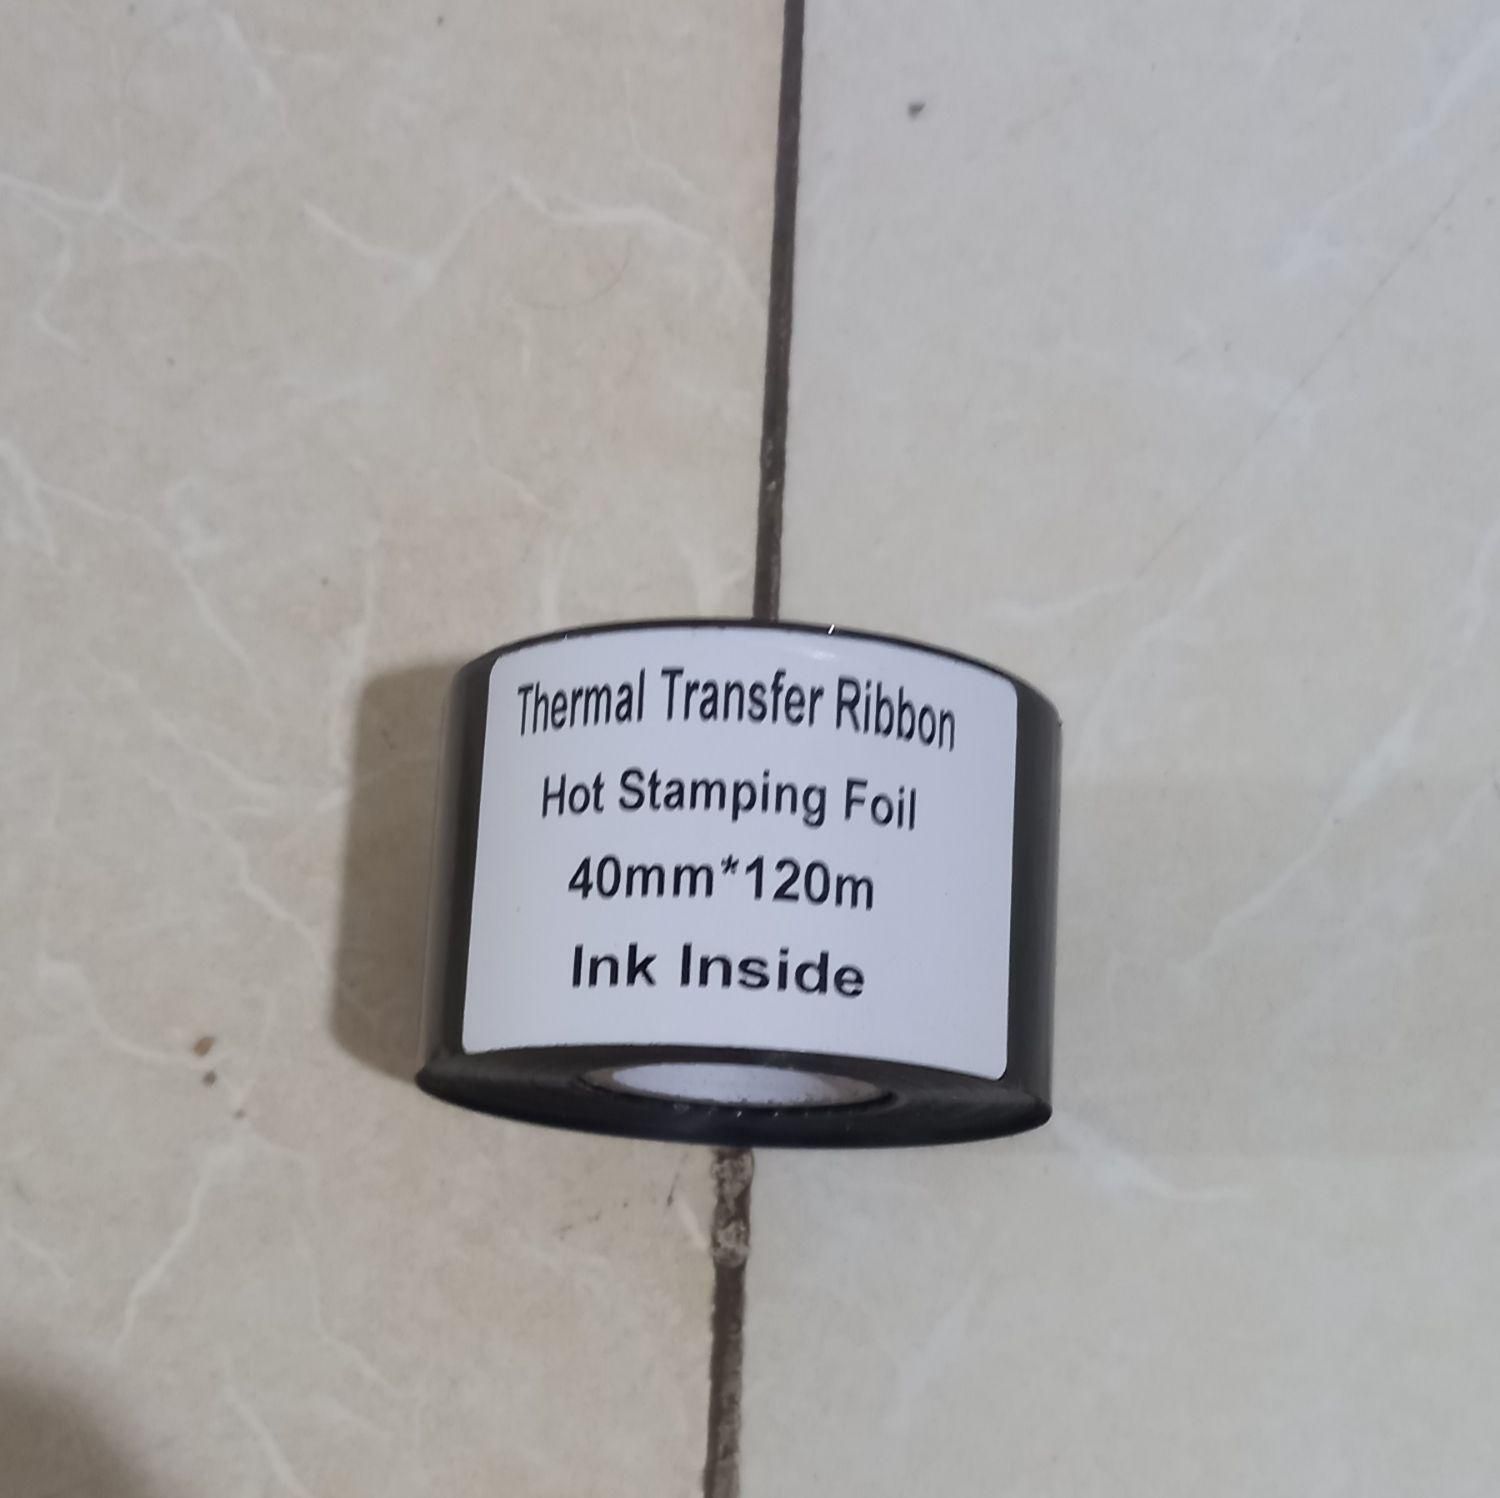 Thermal Transfer Ribbon
Hot Stamping Foil
40mm*120m
Ink Inside